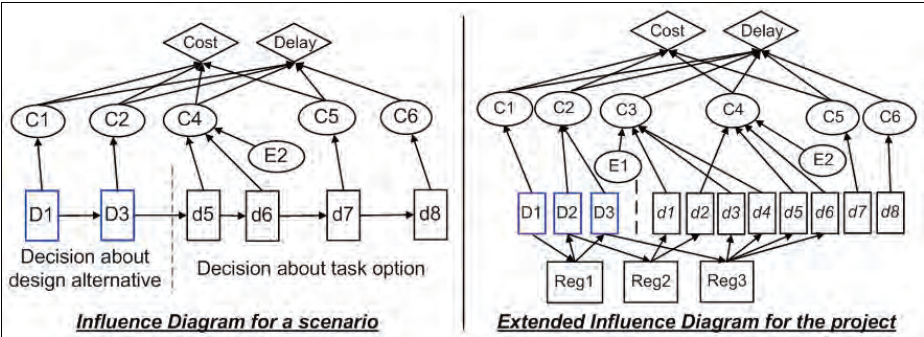 Cost Delay
C1 C2 C4 C5 C6
E2
D1 D3 d5 d6 d7 d8
Decision about
design alternative
Decision about task option
Influence Diagram for a scenario
Cost Delay
C1 C2 C3 C4 C5 C6
E1 E2
D1 D2 D3 d1 d2 d3 d4 d5 d6 d7 d8
Reg1 Reg2 Reg3
Extended Influence Diagram for the project